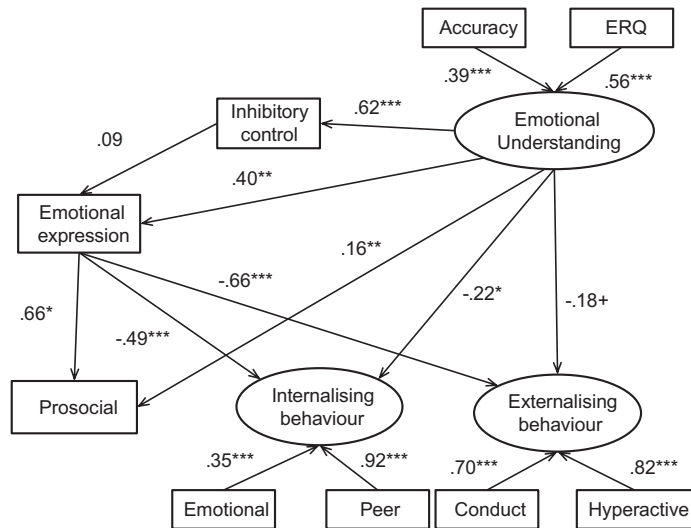 Accuracy
ERQ
.39***
.56***
Inhibitory
control
.62***
Emotional
Understanding
.09
.40**
Emotional
expression
.16**
-.66***
-.22*
-.18+
.66*
-.49***
Prosocial
Internalising
behaviour
Externalising
behaviour
.35***
.92***
.70***
.82***
Emotional
Peer
Conduct
Hyperactive